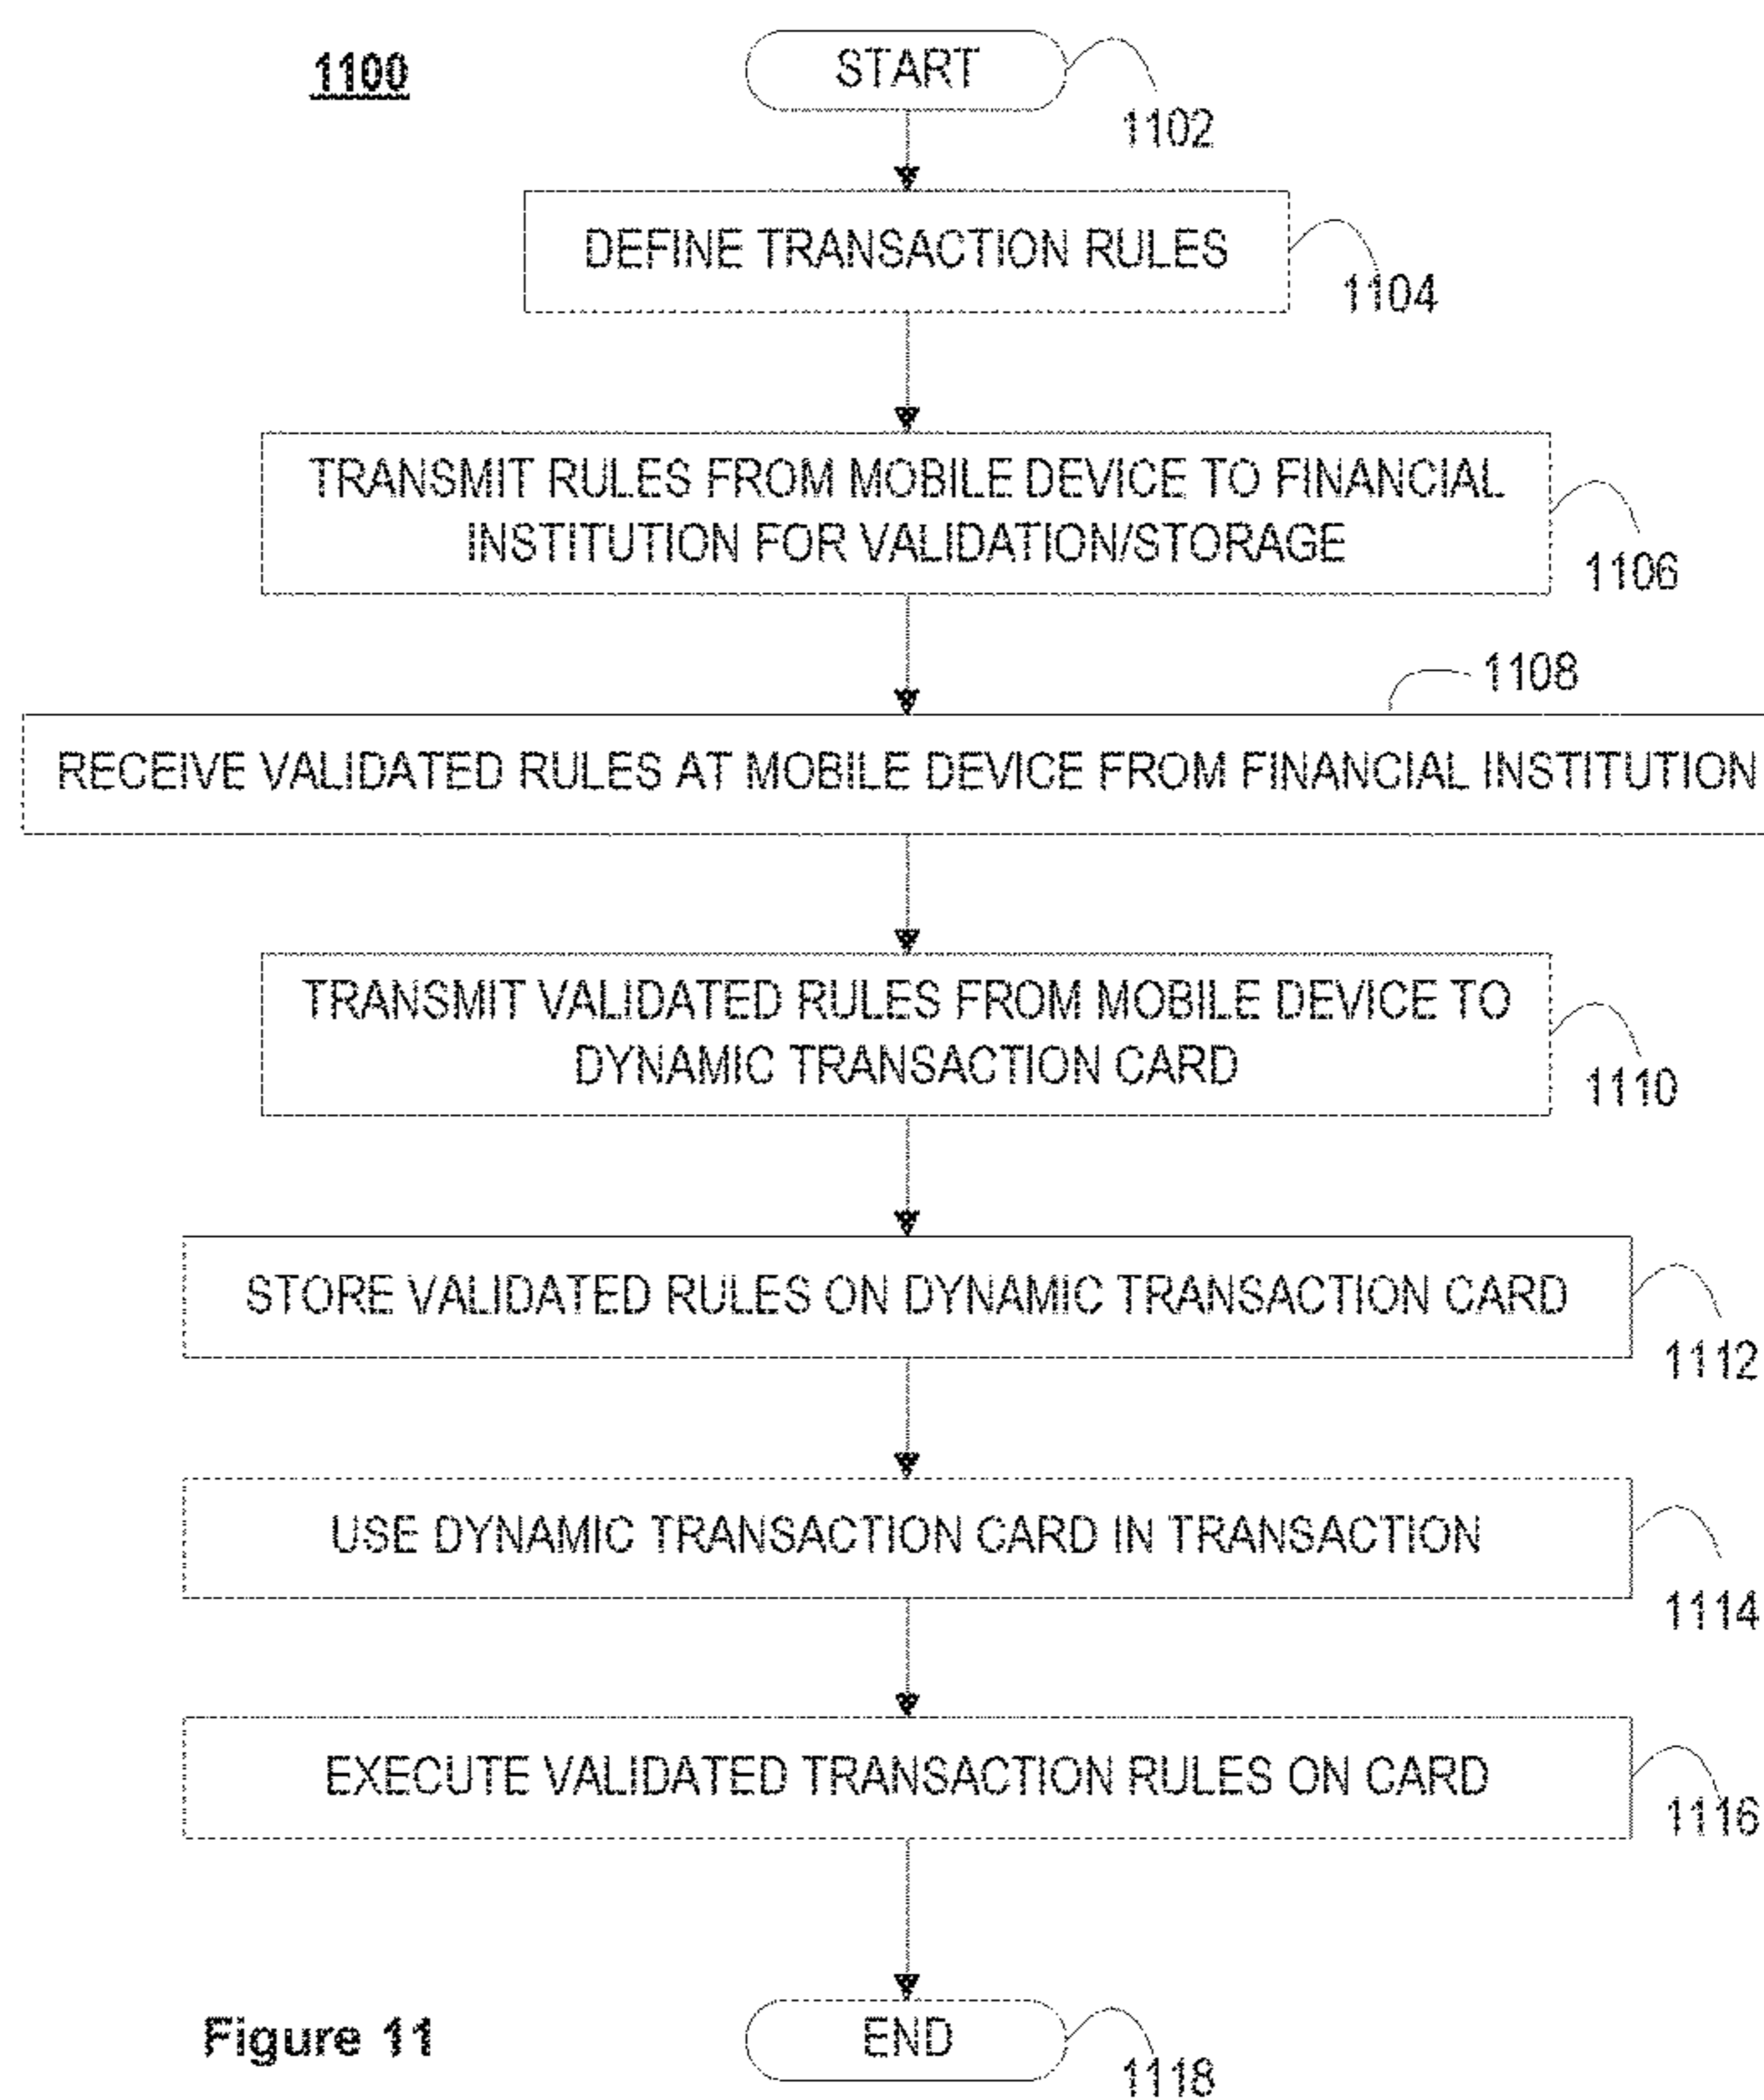 1100
START
1102
DEFINE TRANSACTION RULES
1104
TRANSMIT RULES FROM MOBILE DEVICE TO FINANCIAL
INSTITUTION FOR VALIDATION/STORAGE
1106
1108
RECEIVE VALIDATED RULES AT MOBILE DEVICE FROM FINANCIAL INSTITUTION
TRANSMIT VALIDATED RULES FROM MOBILE DEVICE TO
DYNAMIC TRANSACTION CARD
1110
STORE VALIDATED RULES ON DYNAMIC TRANSACTION CARD
1112
USE DYNAMIC TRANSACTION CARD IN TRANSACTION
1114
EXECUTE VALIDATED TRANSACTION RULES ON CARD
1116
Figure 11
END
1118